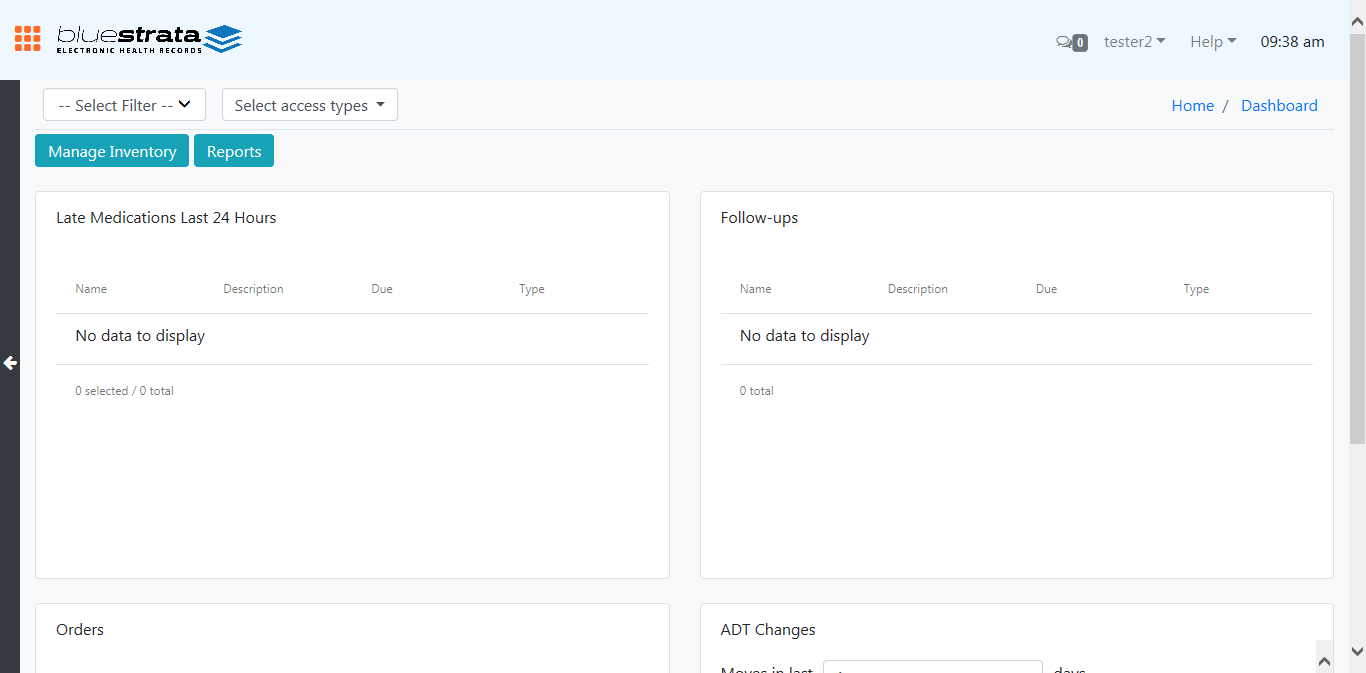 bluestrata
ELECTRONIC HEALTH RECORDS
0
tester2
Help
09:38 am
-- Select Filter --
Select access types
Home / Dashboard
Manage Inventory
Reports
Late Medications Last 24 Hours
Name Description Due Type
No data to display
0 selected / 0 total
Follow-ups
Name Description Due Type
No data to display
0 total
Orders
ADT Changes
Moves in last
days